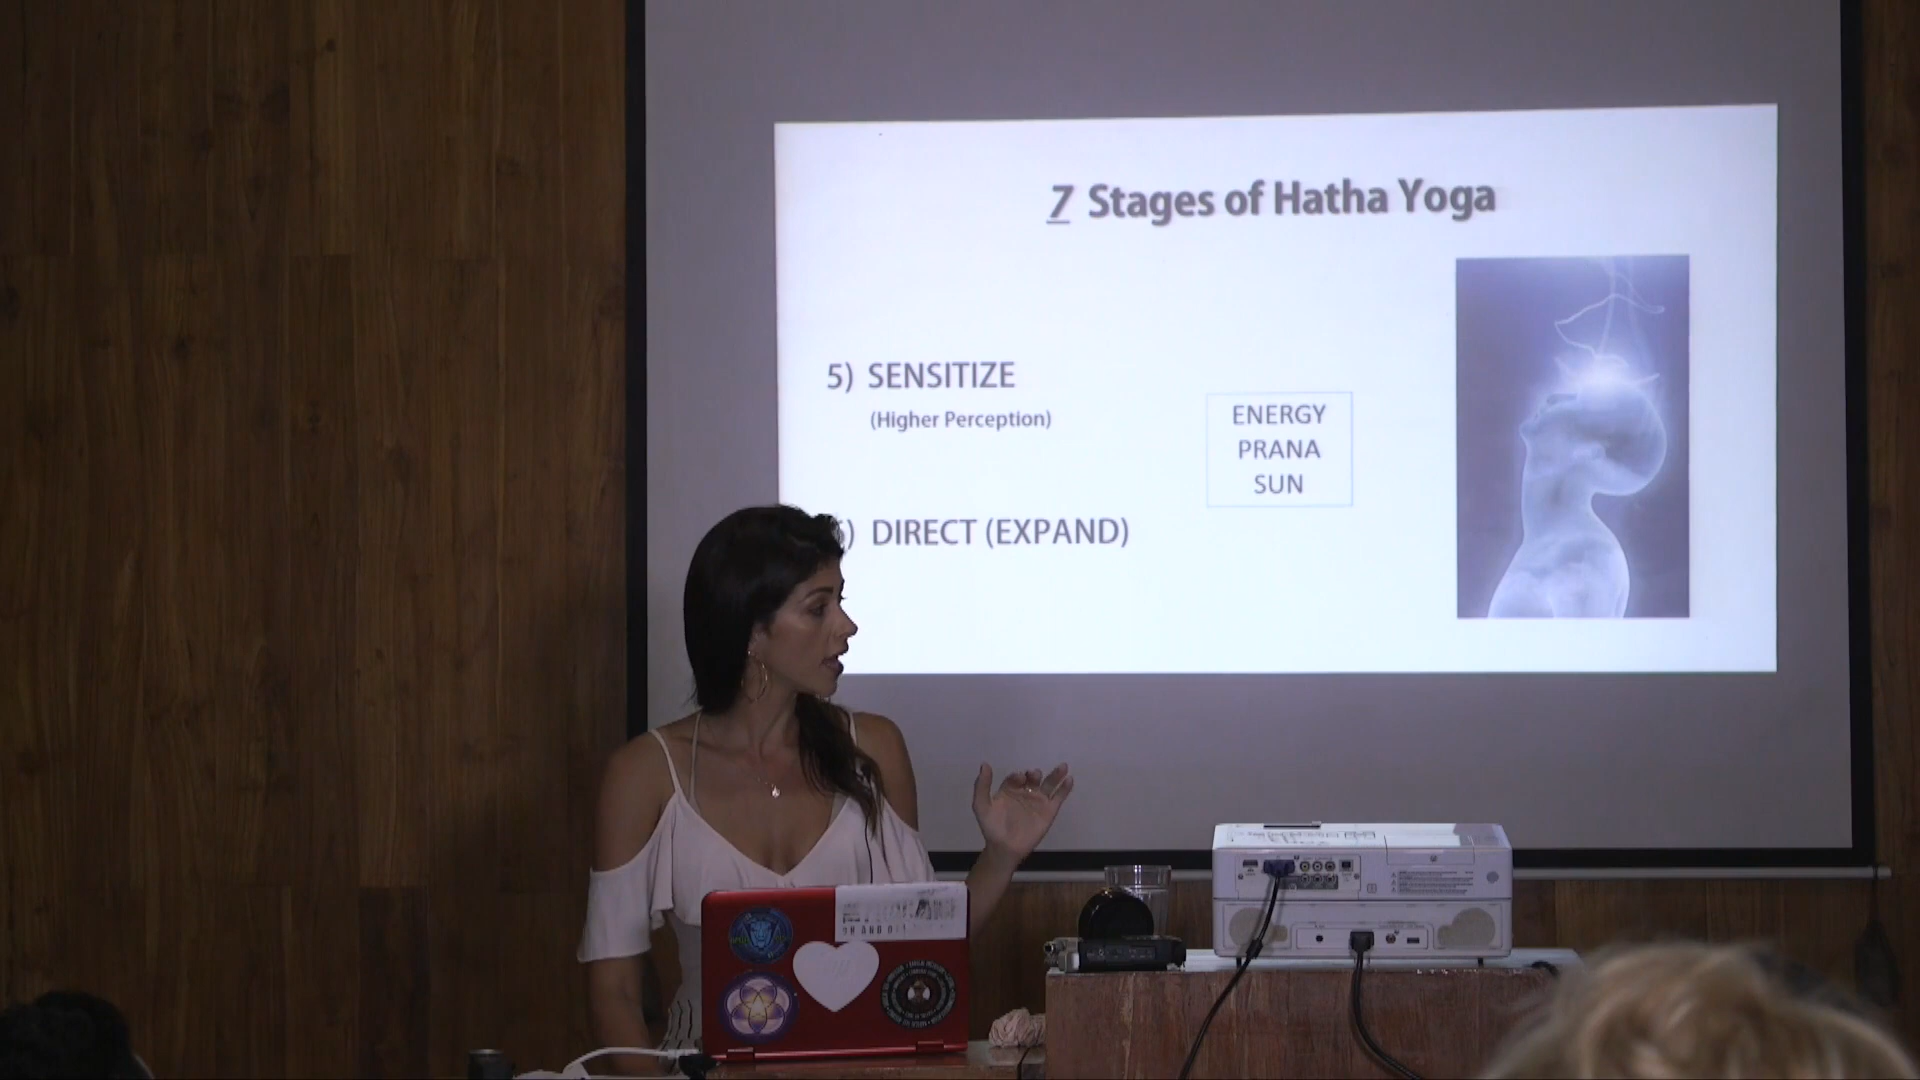 7 Stages of Hatha Yoga
5) SENSITIZE
(Higher Perception)
ENERGY
PRANA
SUN
DIRECT (EXPAND)